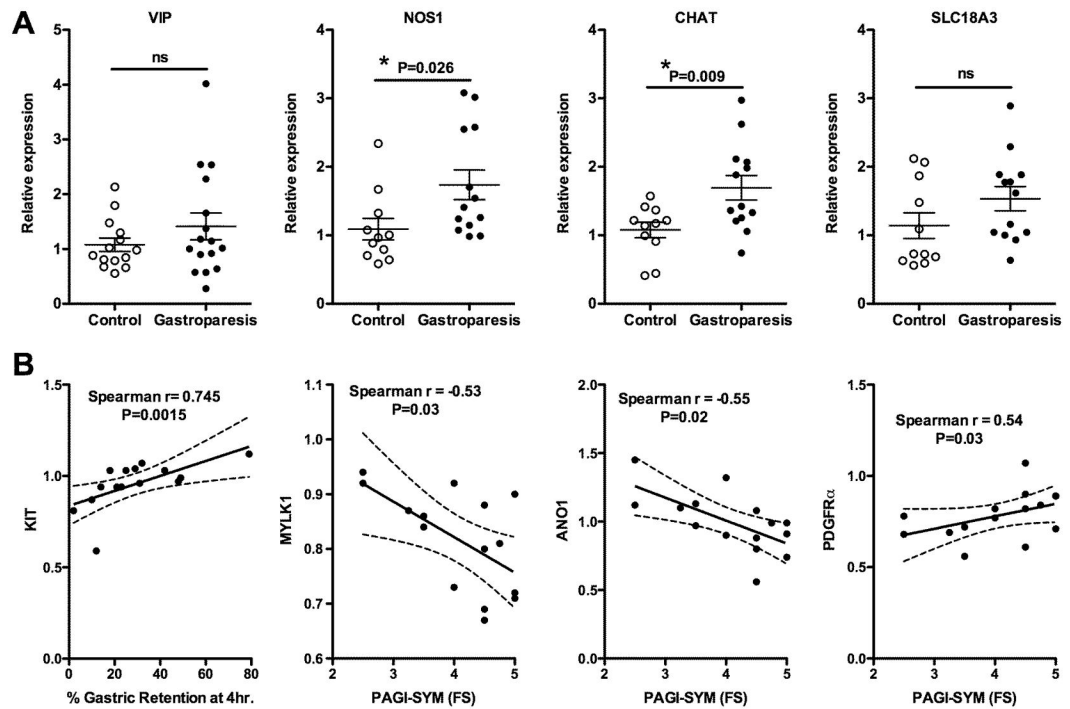 A
VIP
NOS1
CHAT
SLC18A3
Relative expression
5
4
3
2
1
0
ns
Control Gastroparesis
Relative expression
4
3
2
1
0
* P=0.026
Control Gastroparesis
Relative expression
4
3
2
1
0
* P=0.009
Control Gastroparesis
Relative expression
4
3
2
1
0
ns
Control Gastroparesis
B
KIT
1.5
1.0
0.5
0.0
Spearman r= 0.745
P=0.0015
0 20 40 60 80
% Gastric Retention at 4hr.
MYLK1
1.1
1.0
0.9
0.8
0.7
0.6
Spearman r = -0.53
P=0.03
2 3 4 5
PAGI-SYM (FS)
ANO1
2.0
1.5
1.0
0.5
0.0
Spearman r = -0.55
P=0.02
2 3 4 5
PAGI-SYM (FS)
PDGFRα
1.5
1.0
0.5
0.0
Spearman r = 0.54
P=0.03
2 3 4 5
PAGI-SYM (FS)